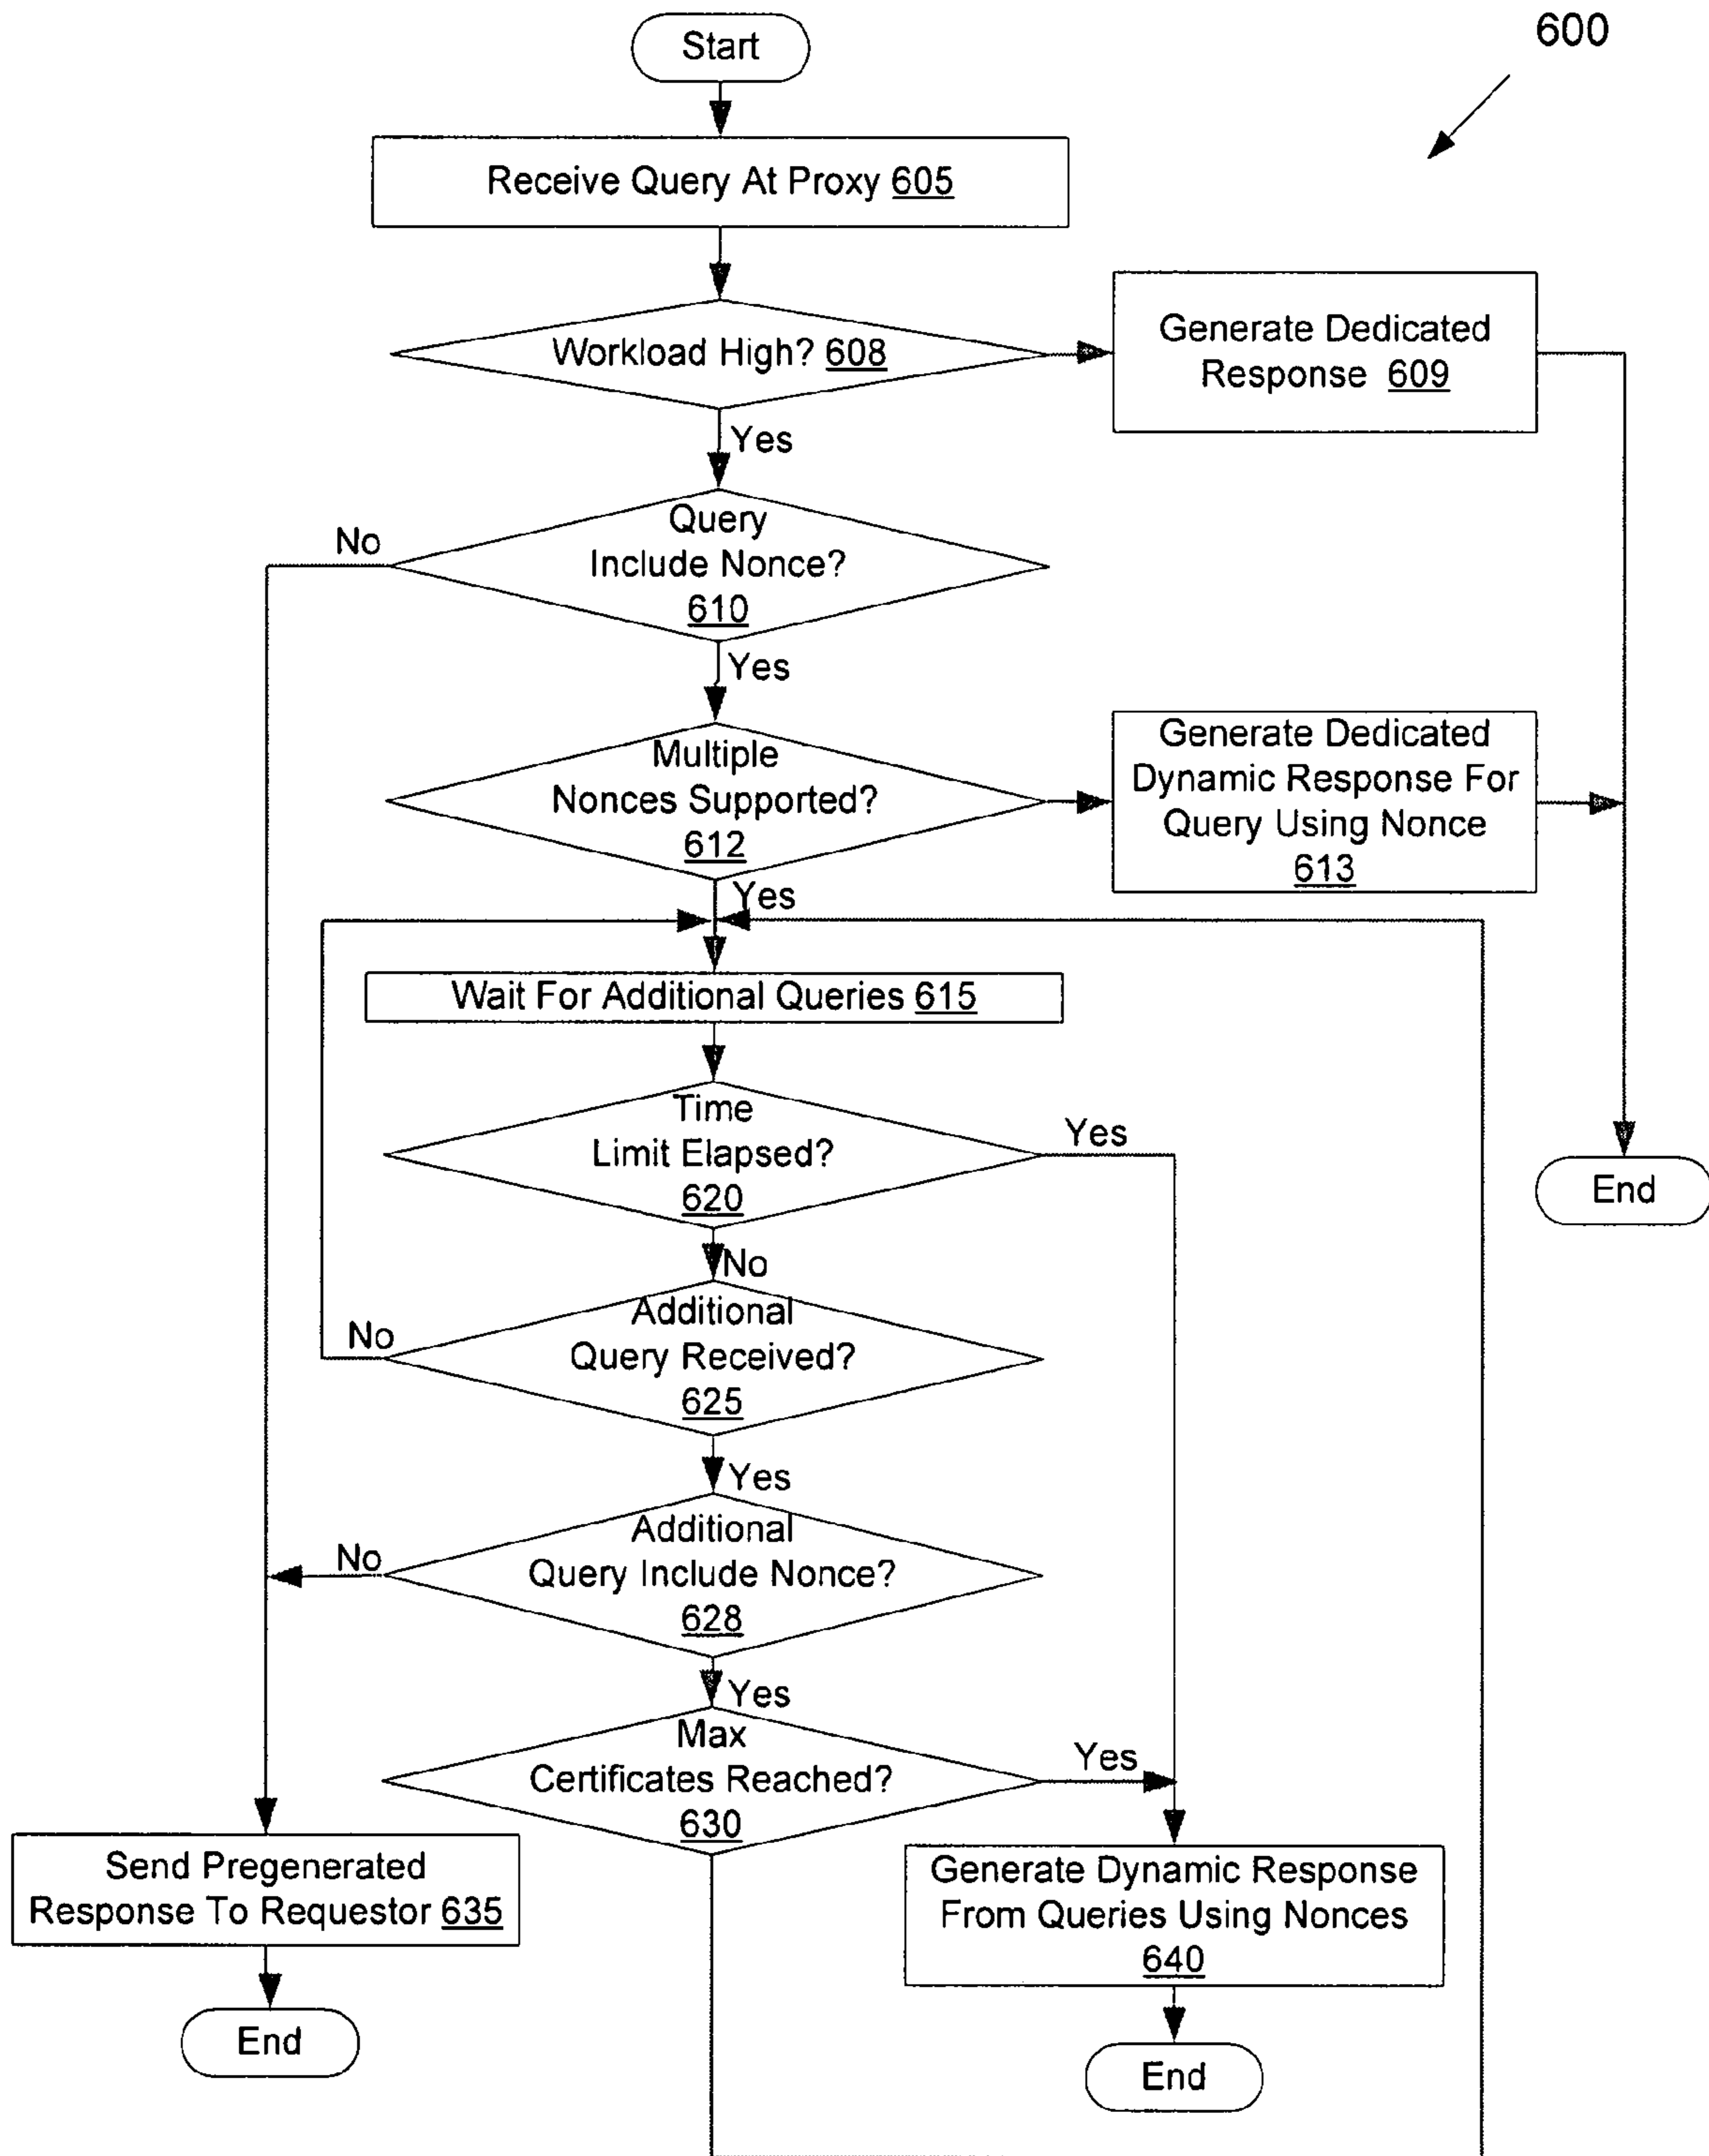 600
Start
Receive Query At Proxy 605
Workload High? 608
Generate Dedicated
Response 609
Yes
Query
Include Nonce?
610
No
Yes
Multiple
Nonces Supported?
612
Generate Dedicated
Dynamic Response For
Query Using Nonce
613
Yes
Wait For Additional Queries 615
Time
Limit Elapsed?
620
Yes
End
No
Additional
Query Received?
625
No
Yes
Additional
Query Include Nonce?
628
No
Yes
Max
Certificates Reached?
630
Yes
Send Pregenerated
Response To Requestor 635
Generate Dynamic Response
From Queries Using Nonces
640
End
End